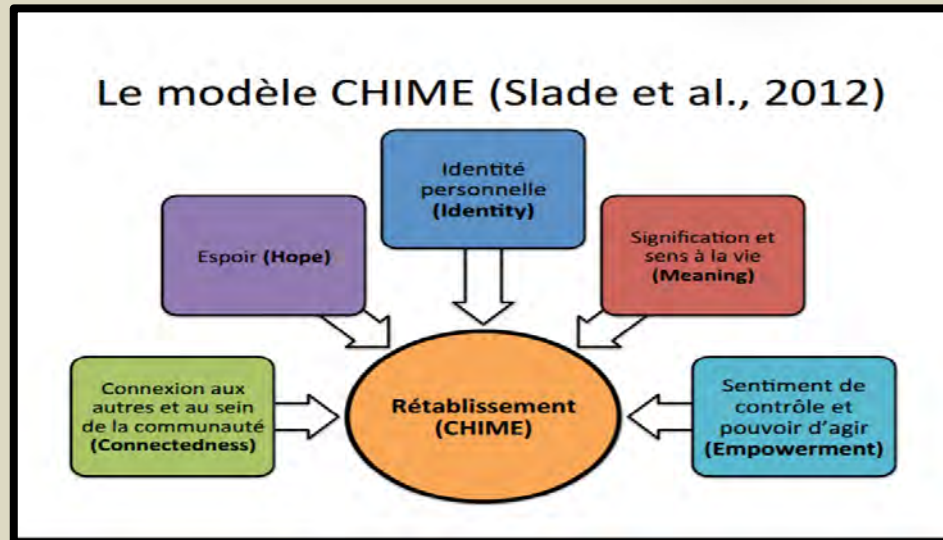 Le modèle CHIME (Slade et al., 2012)
Identité
personnelle
(Identity)
Espoir (Hope)
Signification et
sens à la vie
(Meaning)
Connexion aux
autres et au sein
de la communauté
(Connectedness)
Rétablissement
(CHIME)
Sentiment de
contrôle et
pouvoir d'agir
(Empowerment)